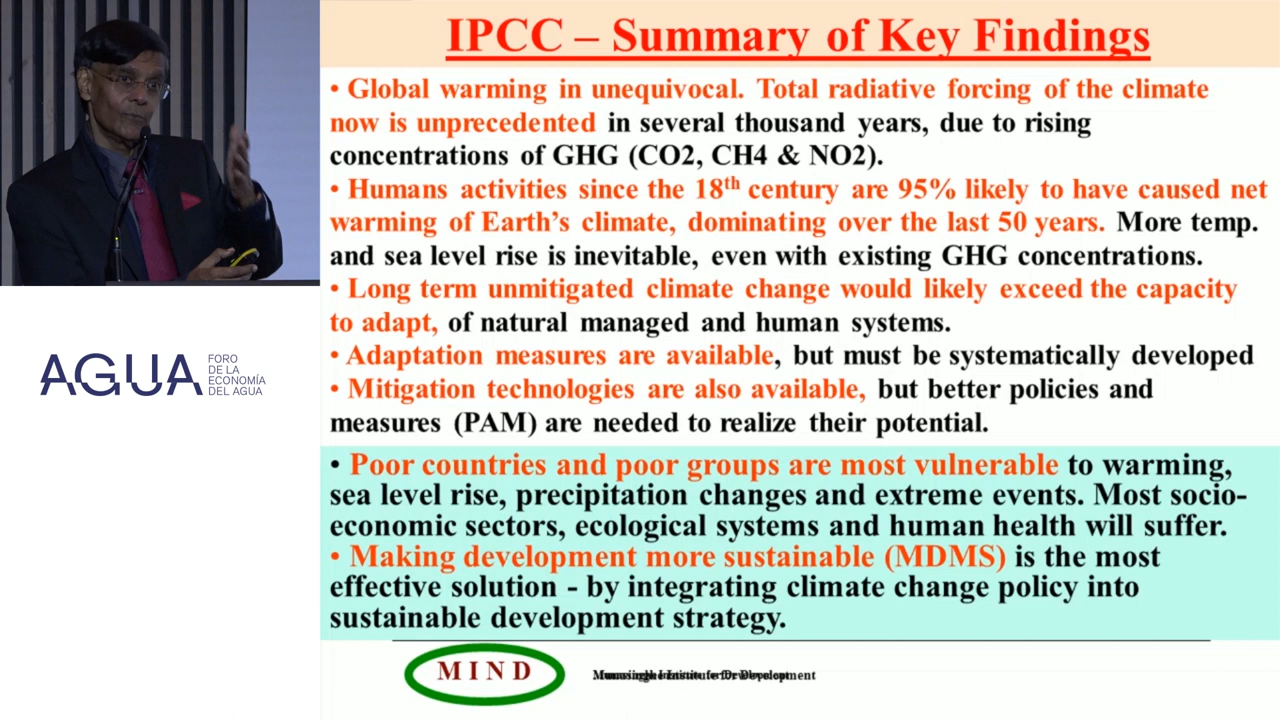 IPCC – Summary of Key Findings
• Global warming in unequivocal. Total radiative forcing of the climate
now is unprecedented in several thousand years, due to rising
concentrations of GHG (CO2, CH4 & NO2).
• Humans activities since the 18th century are 95% likely to have caused net
warming of Earth's climate, dominating over the last 50 years. More temp.
and sea level rise is inevitable, even with existing GHG concentrations.
• Long term unmitigated climate change would likely exceed the capacity
to adapt, of natural managed and human systems.
• Adaptation measures are available, but must be systematically developed
• Mitigation technologies are also available, but better policies and
measures (PAM) are needed to realize their potential.
• Poor countries and poor groups are most vulnerable to warming,
sea level rise, precipitation changes and extreme events. Most socio-
economic sectors, ecological systems and human health will suffer.
• Making development more sustainable (MDMS) is the most
effective solution - by integrating climate change policy into
sustainable development strategy.
AGUA
FORO
DE LA
ECONOMÍA
DEL AGUA
MIND